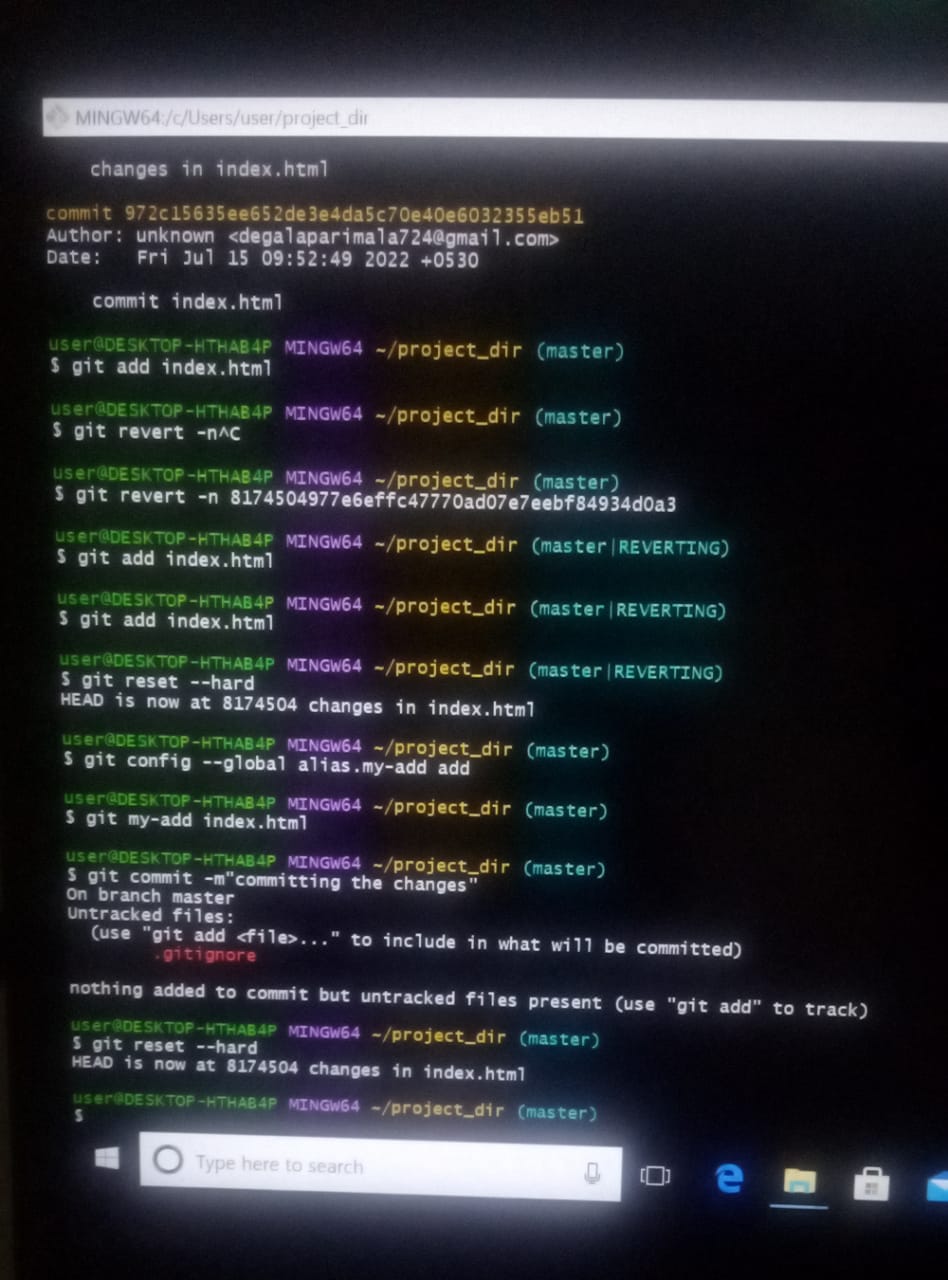 MINGW64:/c/Users/user/project_dir
changes in index.html
commit 972c15635ee652de3e4da5c70e40e6032355eb51
Author: unknown <degalaparimala724@gmail.com>
Date:   Fri Jul 15 09:52:49 2022 +0530
commit index.html
user@DESKTOP-HTHAB4P MINGW64 ~/project_dir (master)
$ git add index.html
user@DESKTOP-HTHAB4P MINGW64 ~/project_dir (master)
$ git revert -n^C
user@DESKTOP-HTHAB4P MINGW64 ~/project_dir (master)
$ git revert -n 8174504977e6effc47770ad07e7eebf84934d0a3
user@DESKTOP-HTHAB4P MINGW64 ~/project_dir (master|REVERTING)
$ git add index.html
user@DESKTOP-HTHAB4P MINGW64 ~/project_dir (master|REVERTING)
$ git add index.html
user@DESKTOP-HTHAB4P MINGW64 ~/project_dir (master|REVERTING)
$ git reset --hard
HEAD is now at 8174504 changes in index.html
user@DESKTOP-HTHAB4P MINGW64 ~/project_dir (master)
$ git config --global alias.my-add add
user@DESKTOP-HTHAB4P MINGW64 ~/project_dir (master)
$ git my-add index.html
user@DESKTOP-HTHAB4P MINGW64 ~/project_dir (master)
$ git commit -m"committing the changes"
On branch master
Untracked files:
(use "git add <file>..." to include in what will be committed)
.gitignore
nothing added to commit but untracked files present (use "git add" to track)
user@DESKTOP-HTHAB4P MINGW64 ~/project_dir (master)
$ git reset --hard
HEAD is now at 8174504 changes in index.html
user@DESKTOP-HTHAB4P MINGW64 ~/project_dir (master)
$
Type here to search